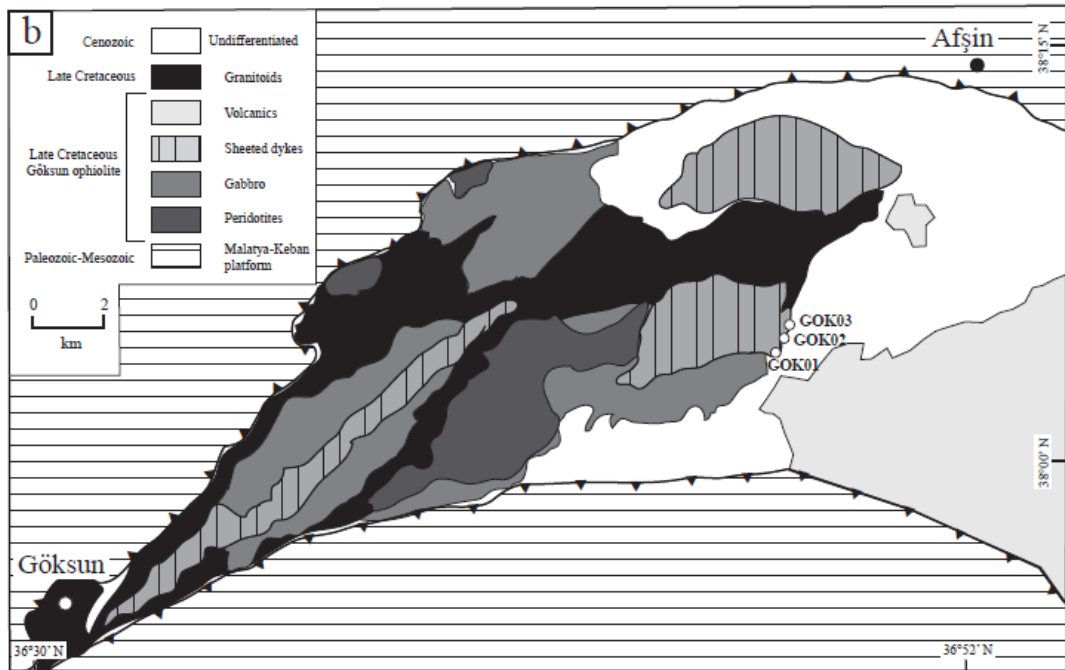 b
Cenozoic
Undifferentiated
Late Cretaceous
Granitoids
Volcanics
Late Cretaceous
Göksun ophiolite
Sheeted dykes
Gabbro
Peridotites
Paleozoic-Mesozoic
Malatya-Keban
platform
0 2
km
Afşin
38°15' N
GOK03
GOK02
GOK01
38°00' N
Göksun
36°30' N
36°52' N